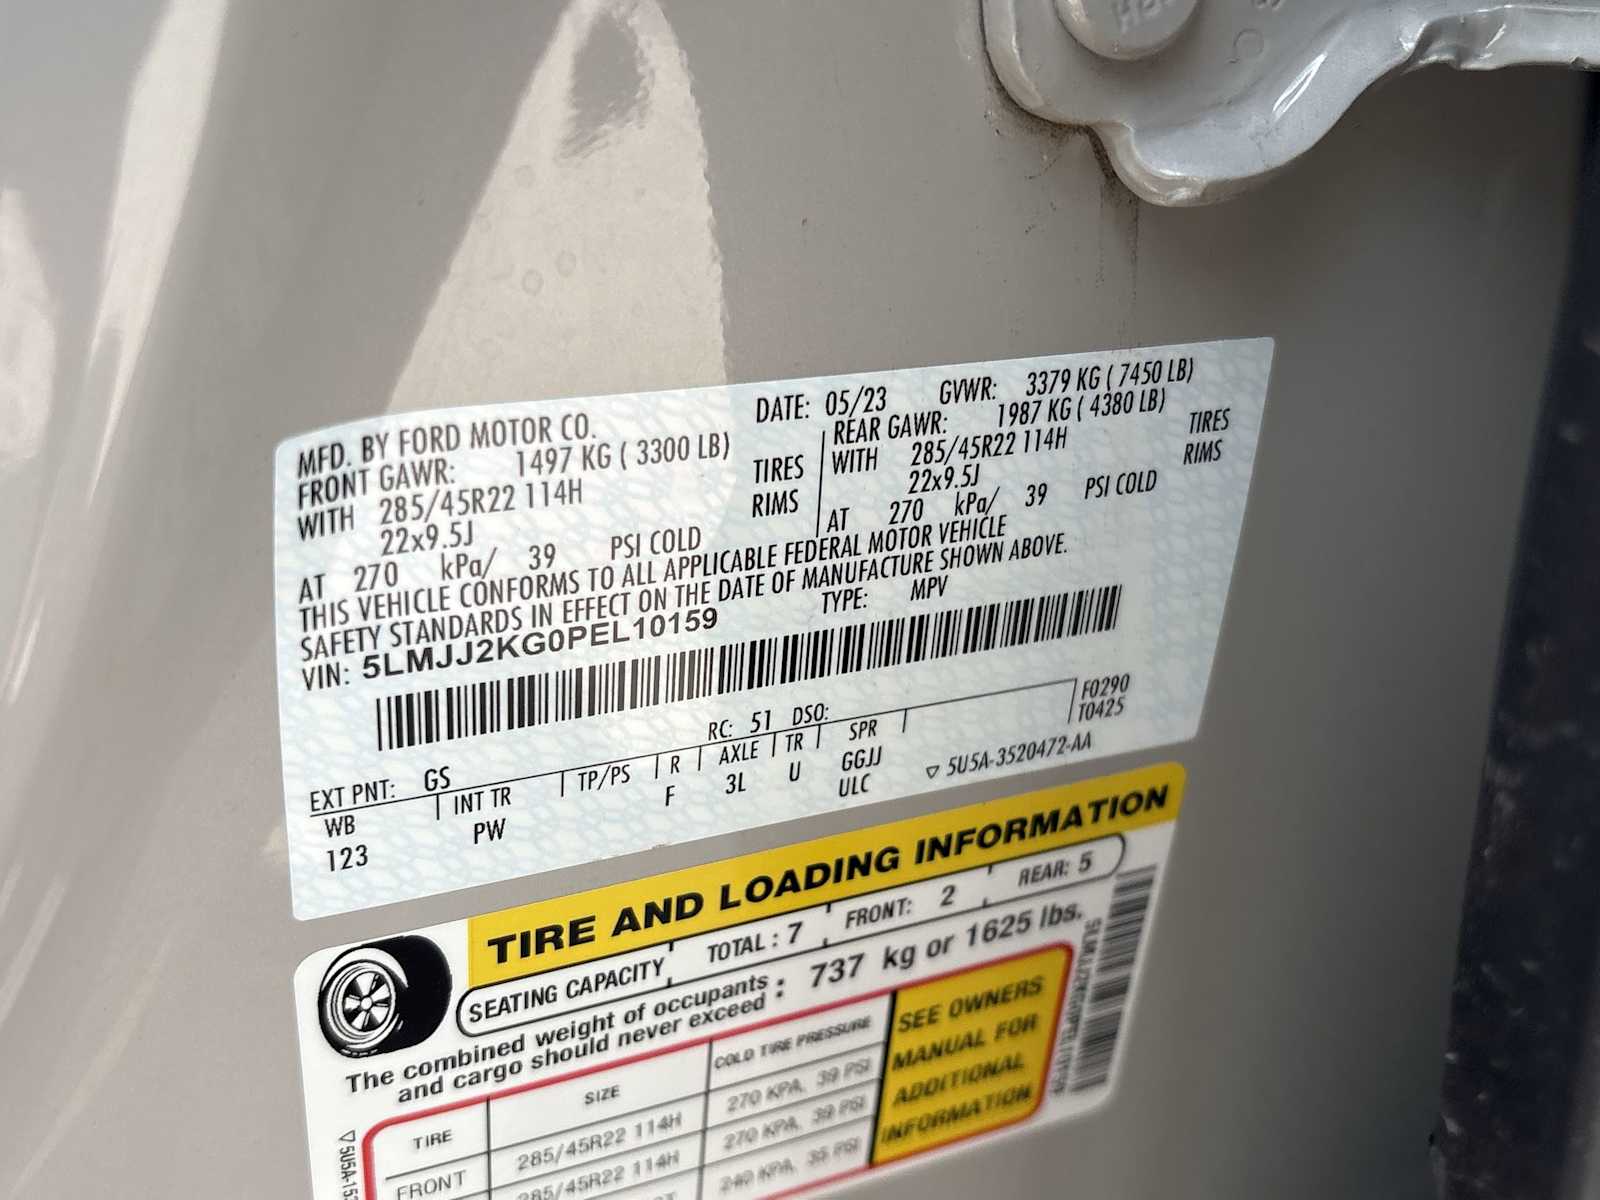 MFD. BY FORD MOTOR CO. DATE: 05/23 GVWR: 3379 KG ( 7450 LB)
FRONT GAWR: 1497 KG ( 3300 LB) REAR GAWR: 1987 KG ( 4380 LB)
WITH 285/45R22 114H TIRES WITH 285/45R22 114H TIRES
22x9.5J RIMS 22x9.5J RIMS
AT 270 kPa/ 39 PSI COLD AT 270 kPa/ 39 PSI COLD
THIS VEHICLE CONFORMS TO ALL APPLICABLE FEDERAL MOTOR VEHICLE
SAFETY STANDARDS IN EFFECT ON THE DATE OF MANUFACTURE SHOWN ABOVE.
VIN: 5LMJJ2KG0PEL10159 TYPE: MPV
F0290
T0425
EXT PNT: GS RC: 51 DSO:
WB INT TR TP/PS R AXLE TR SPR
123 PW F 3L U GGJJ
ULC
5U5A-3520472-AA
TIRE AND LOADING INFORMATION
SEATING CAPACITY TOTAL : 7 FRONT: 2 REAR: 5
The combined weight of occupants
and cargo should never exceed : 737 kg or 1625 lbs.
TIRE SIZE COLD TIRE PRESSURE
FRONT 285/45R22 114H 270 KPA, 39 PSI
285/45R22 114H 270 KPA, 39 PSI
240 KPA, 35 PSI
SEE OWNERS
MANUAL FOR
ADDITIONAL
INFORMATION
5LMJJ2KG0PEL10159